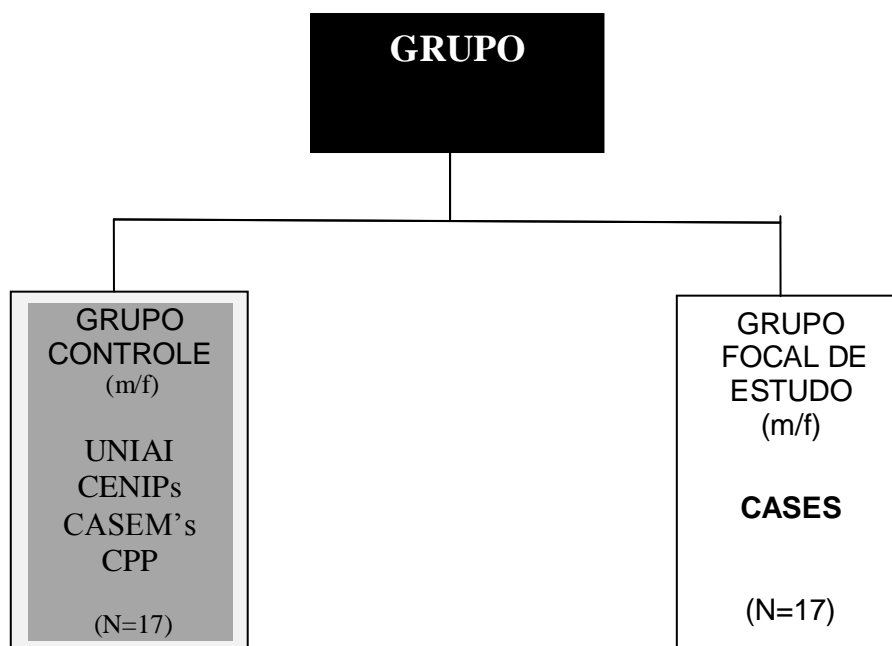 GRUPO
GRUPO
CONTROLE
(m/f)
UNIAI
CENIPs
CASEM’s
CPP
(N=17)
GRUPO
FOCAL DE
ESTUDO
(m/f)
CASES
(N=17)